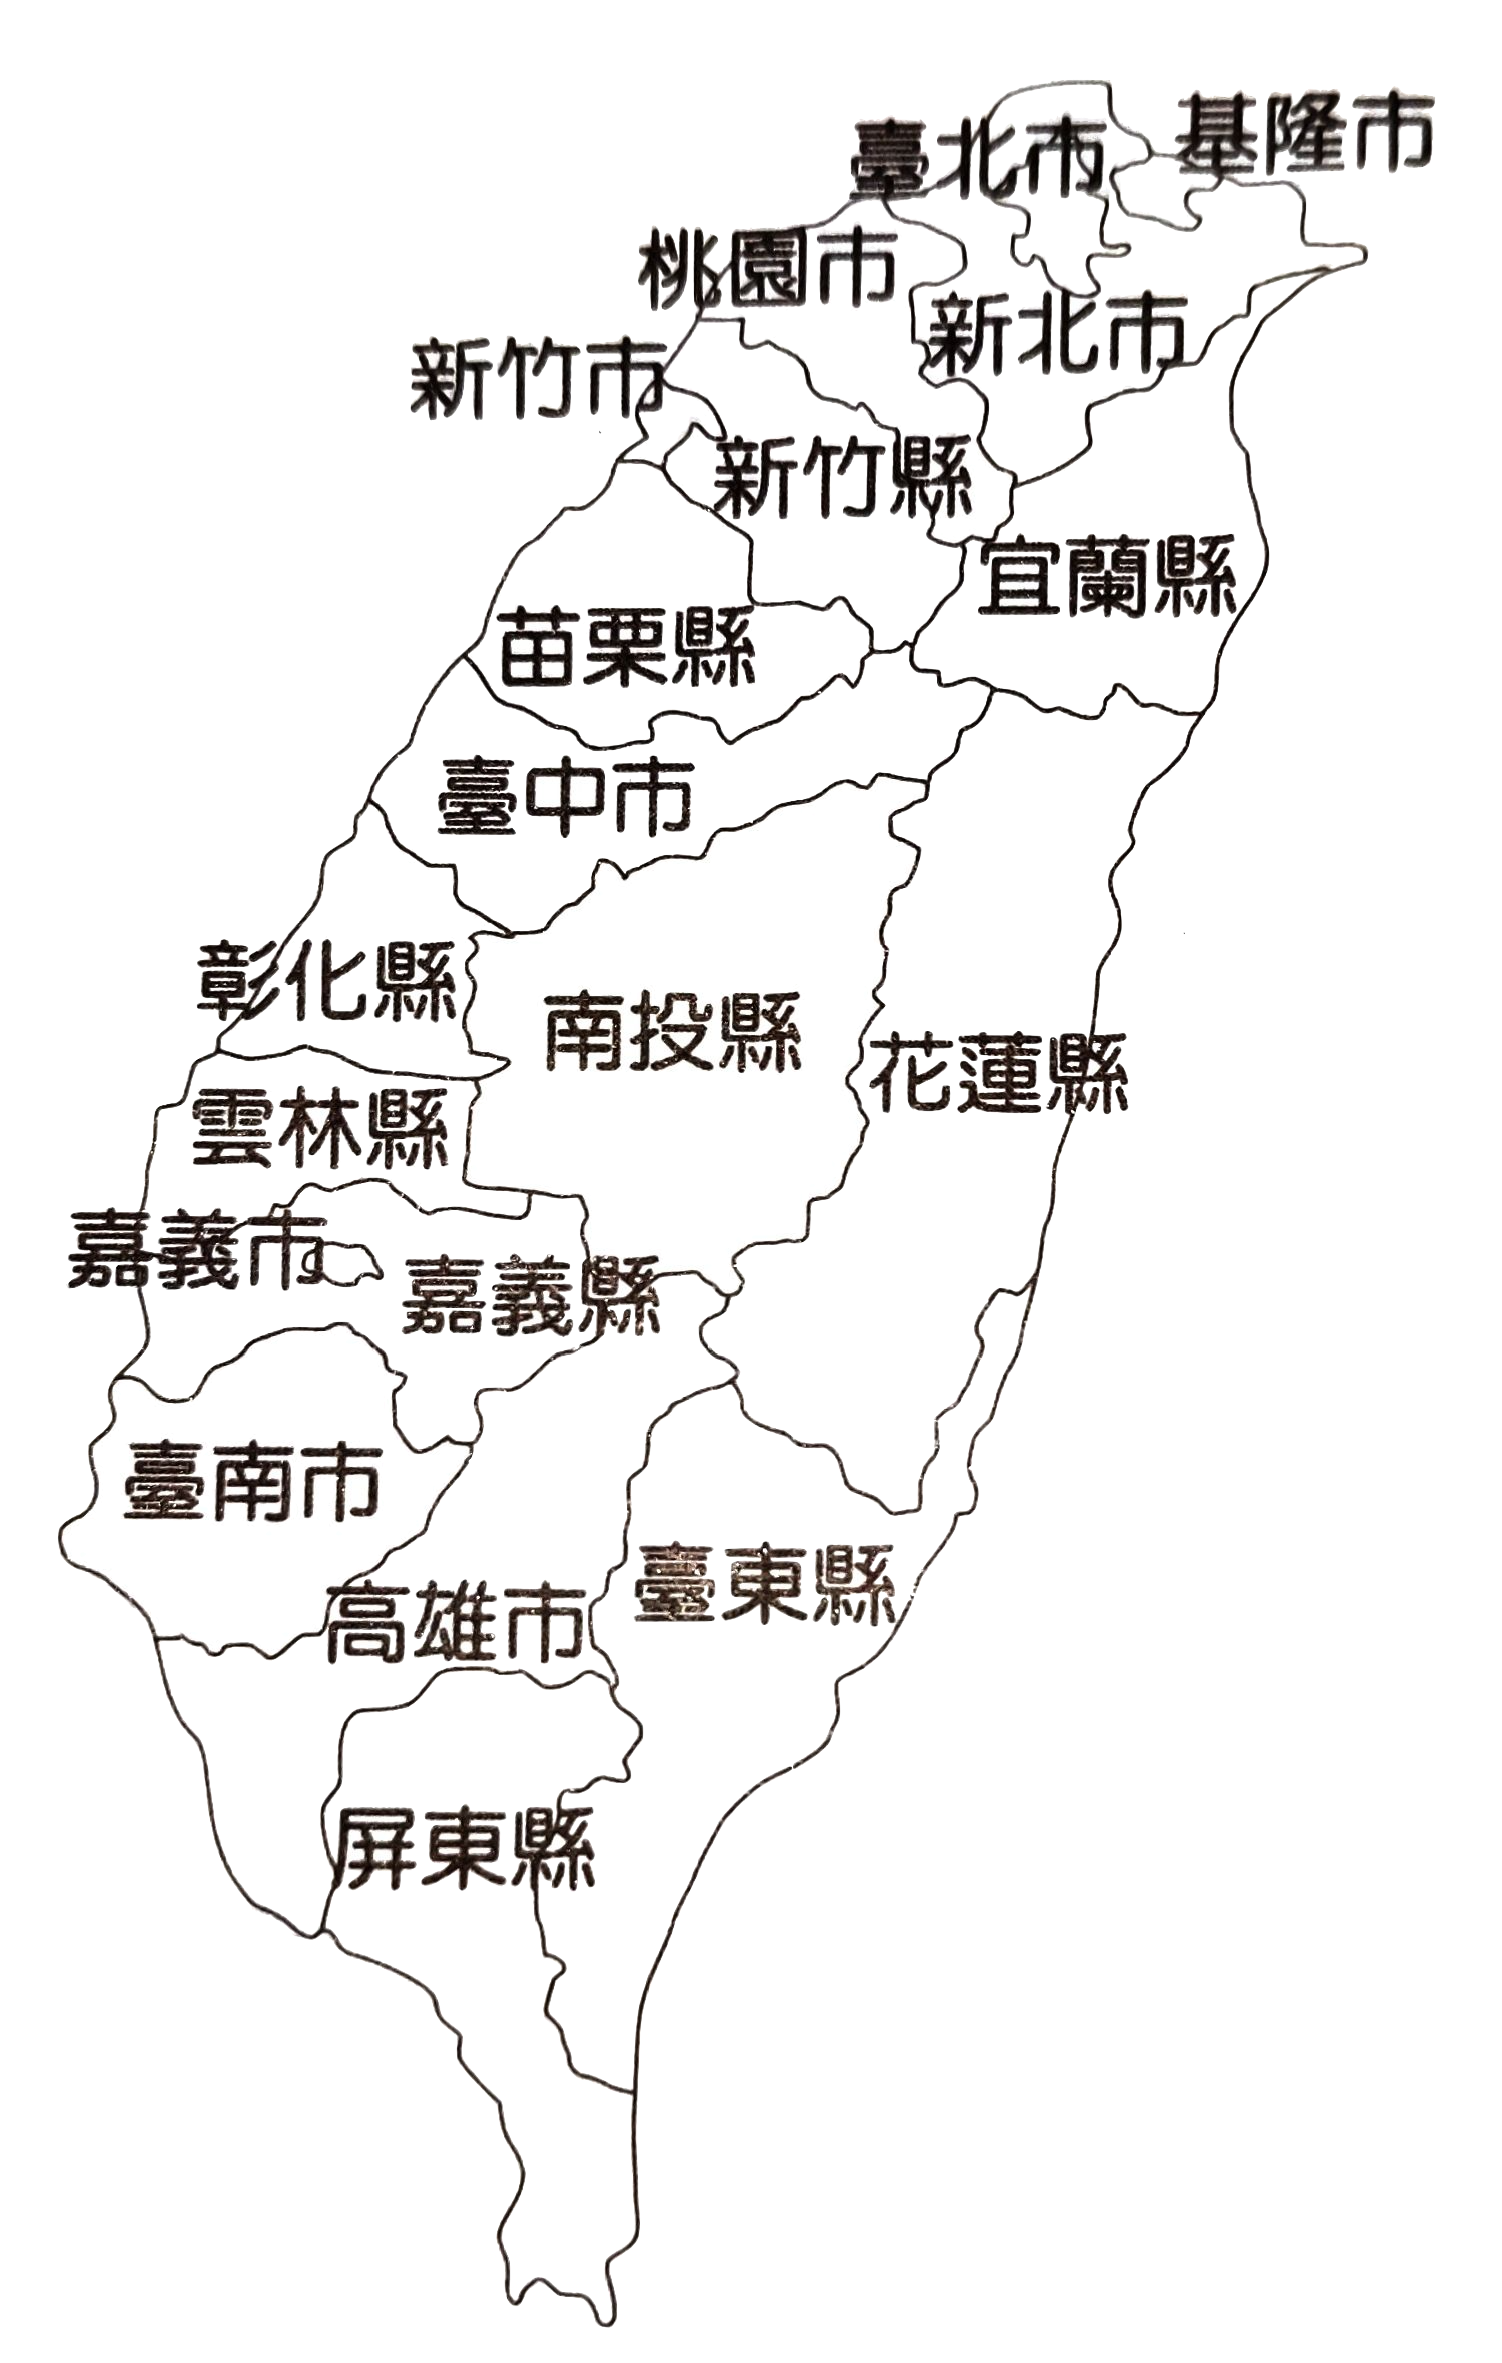 基隆市
臺北市
桃園市
新北市
新竹市
新竹縣
宜蘭縣
苗栗縣
臺中市
彰化縣
南投縣
花蓮縣
雲林縣
嘉義市
嘉義縣
臺南市
臺東縣
高雄市
屏東縣